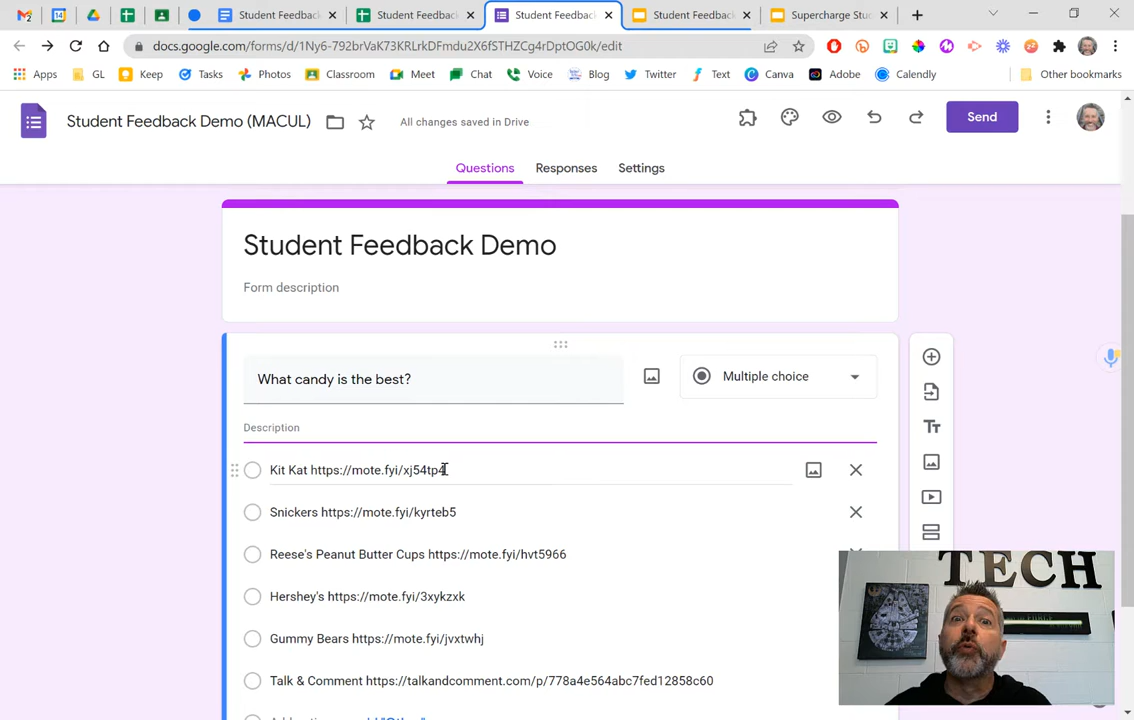 Student Feedback
Student Feedback
Student Feedback
Student Feedback
Supercharge Stu
docs.google.com/forms/d/1Ny6-792brVaK73KRLrkDFmdu2X6fSTHZCg4rDptOG0k/edit
Apps GL Keep Tasks Photos Classroom Meet Chat Voice Blog Twitter Text Canva Adobe Calendly Other bookmarks
Student Feedback Demo (MACUL) All changes saved in Drive Send
Questions Responses Settings
Student Feedback Demo
Form description
What candy is the best? Multiple choice
Description
Kit Kat https://mote.fyi/xj54tp4
Snickers https://mote.fyi/kyrteb5
Reese's Peanut Butter Cups https://mote.fyi/hvt5966
Hershey's https://mote.fyi/3xykzxk
Gummy Bears https://mote.fyi/jvxtwhj
Talk & Comment https://talkandcomment.com/p/778a4e564abc7fed12858c60
TECH